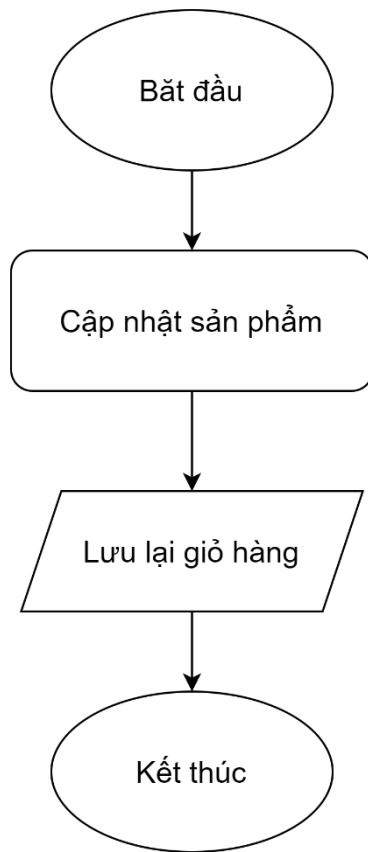 Băt đầu
Cập nhật sản phẩm
Lưu lại giỏ hàng
Kết thúc